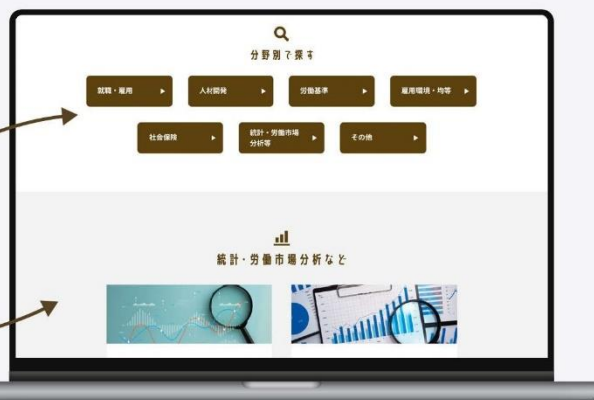 分野別で探す
就職・雇用
人材開発
労働基準
雇用環境・均等
社会保険
統計・労働市場
分析等
その他
統計・労働市場分析など